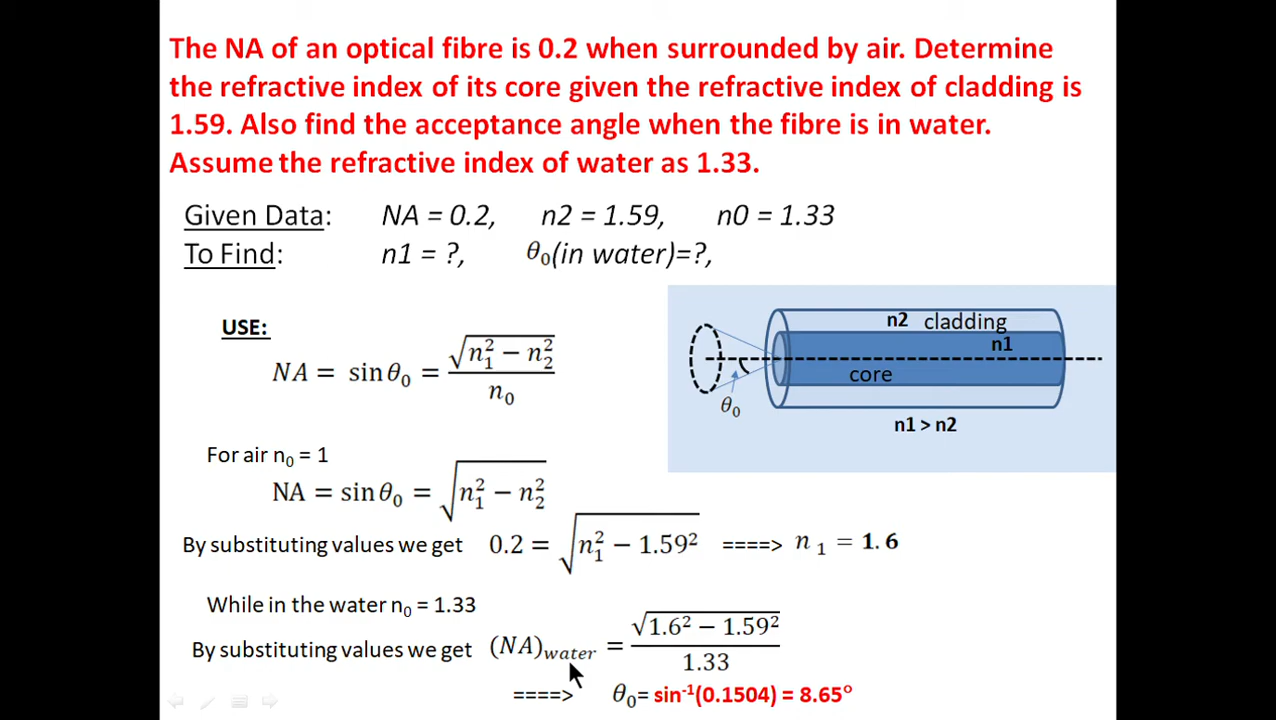 The NA of an optical fibre is 0.2 when surrounded by air. Determine
the refractive index of its core given the refractive index of cladding is
1.59. Also find the acceptance angle when the fibre is in water.
Assume the refractive index of water as 1.33.
Given Data: NA = 0.2, n2 = 1.59, n0 = 1.33
To Find: n1 = ?, θ₀(in water)=?,
USE:
NA = sin θ₀ = √(n₁² − n₂²) / n₀
n2 cladding
n1
core
θ₀
n1 > n2
For air n₀ = 1
NA = sin θ₀ = √(n₁² − n₂²)
By substituting values we get 0.2 = √(n₁² − 1.59²) ====> n ₁ = 1.6
While in the water n₀ = 1.33
By substituting values we get (NA)water = √(1.6² − 1.59²) / 1.33
====> θ₀= sin⁻¹(0.1504) = 8.65°